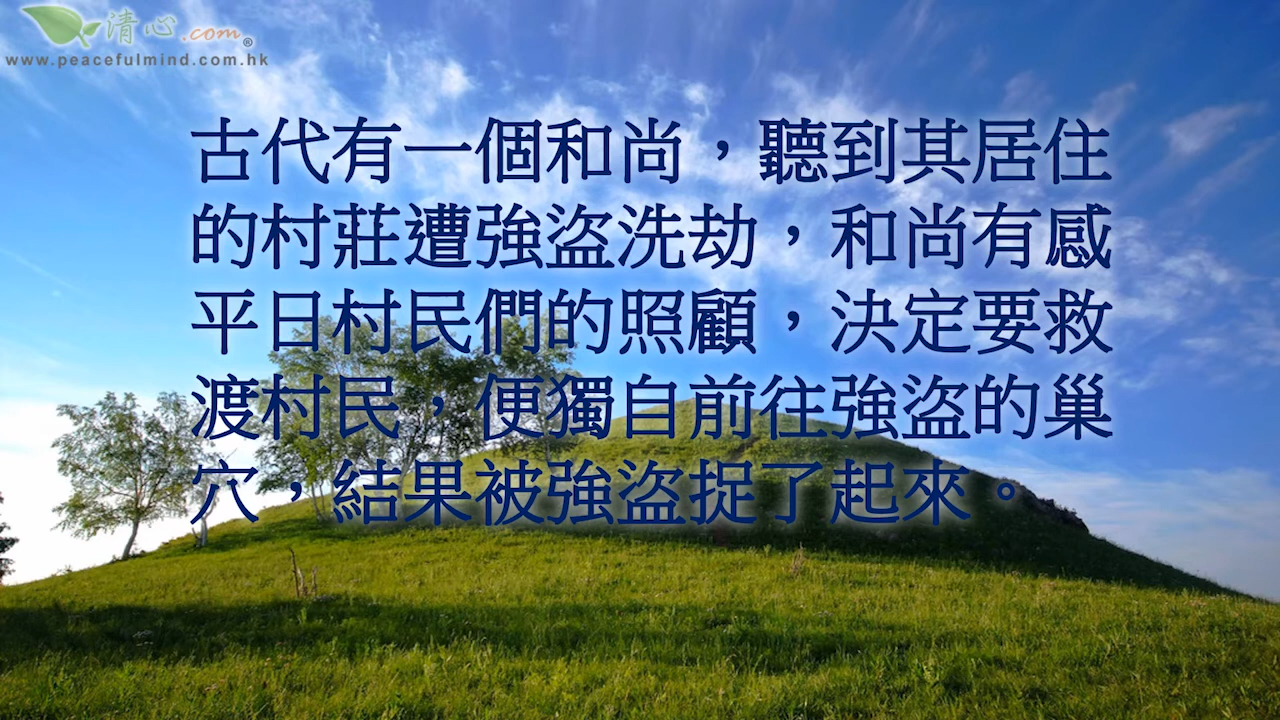 清心.com®
www.peacefulmind.com.hk
古代有一個和尚，聽到其居住
的村莊遭強盜洗劫，和尚有感
平日村民們的照顧，決定要救
渡村民，便獨自前往強盜的巢
穴，結果被強盜捉了起來。